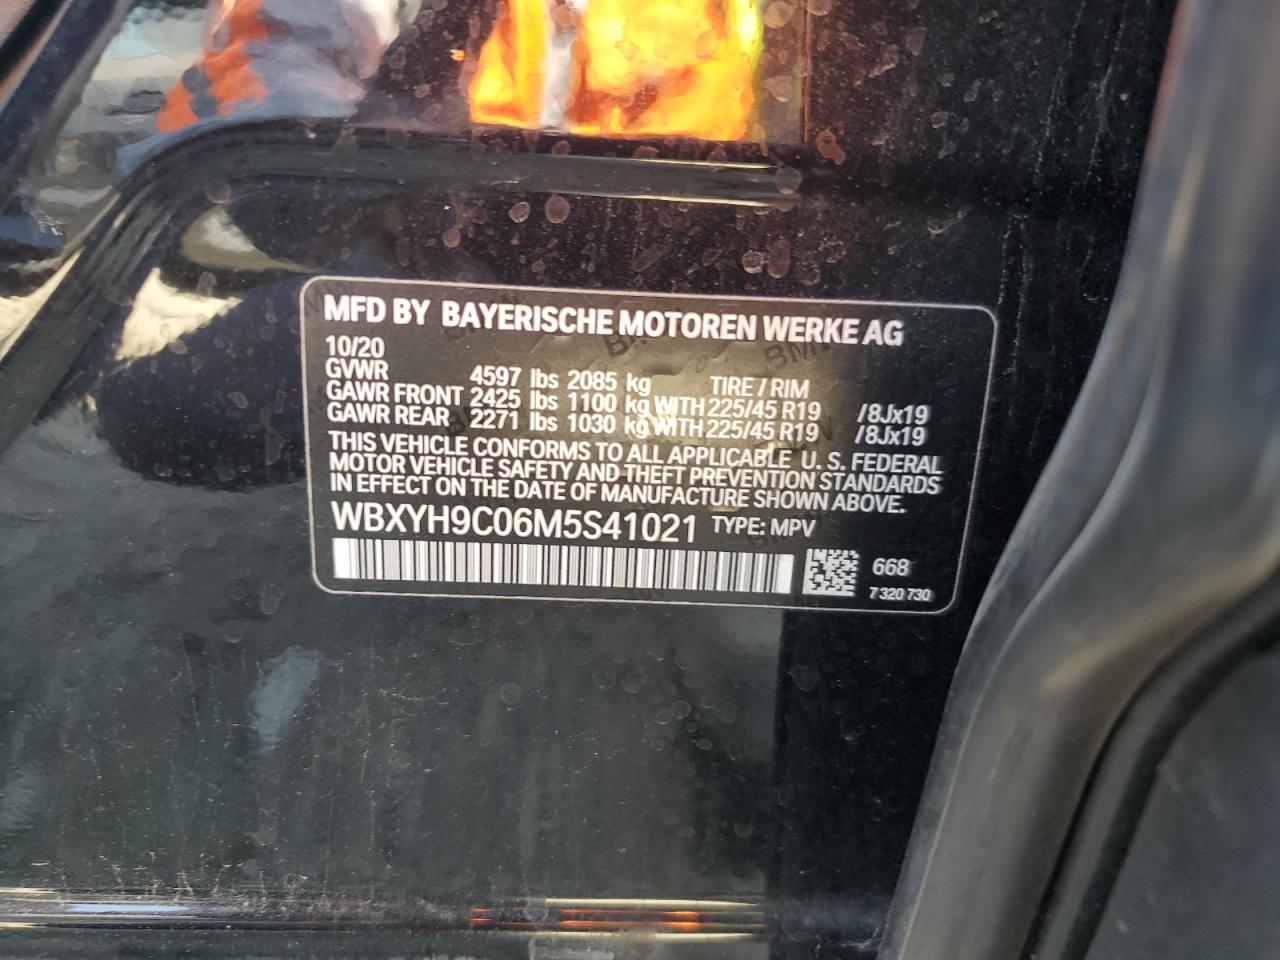 MFD BY BAYERISCHE MOTOREN WERKE AG
10/20
GVWR 4597 lbs 2085 kg TIRE / RIM
GAWR FRONT 2425 lbs 1100 kg WITH 225/45 R19 /8Jx19
GAWR REAR 2271 lbs 1030 kg WITH 225/45 R19 /8Jx19
THIS VEHICLE CONFORMS TO ALL APPLICABLE U. S. FEDERAL
MOTOR VEHICLE SAFETY AND THEFT PREVENTION STANDARDS
IN EFFECT ON THE DATE OF MANUFACTURE SHOWN ABOVE.
WBXYH9C06M5S41021 TYPE: MPV
668
7 320 730